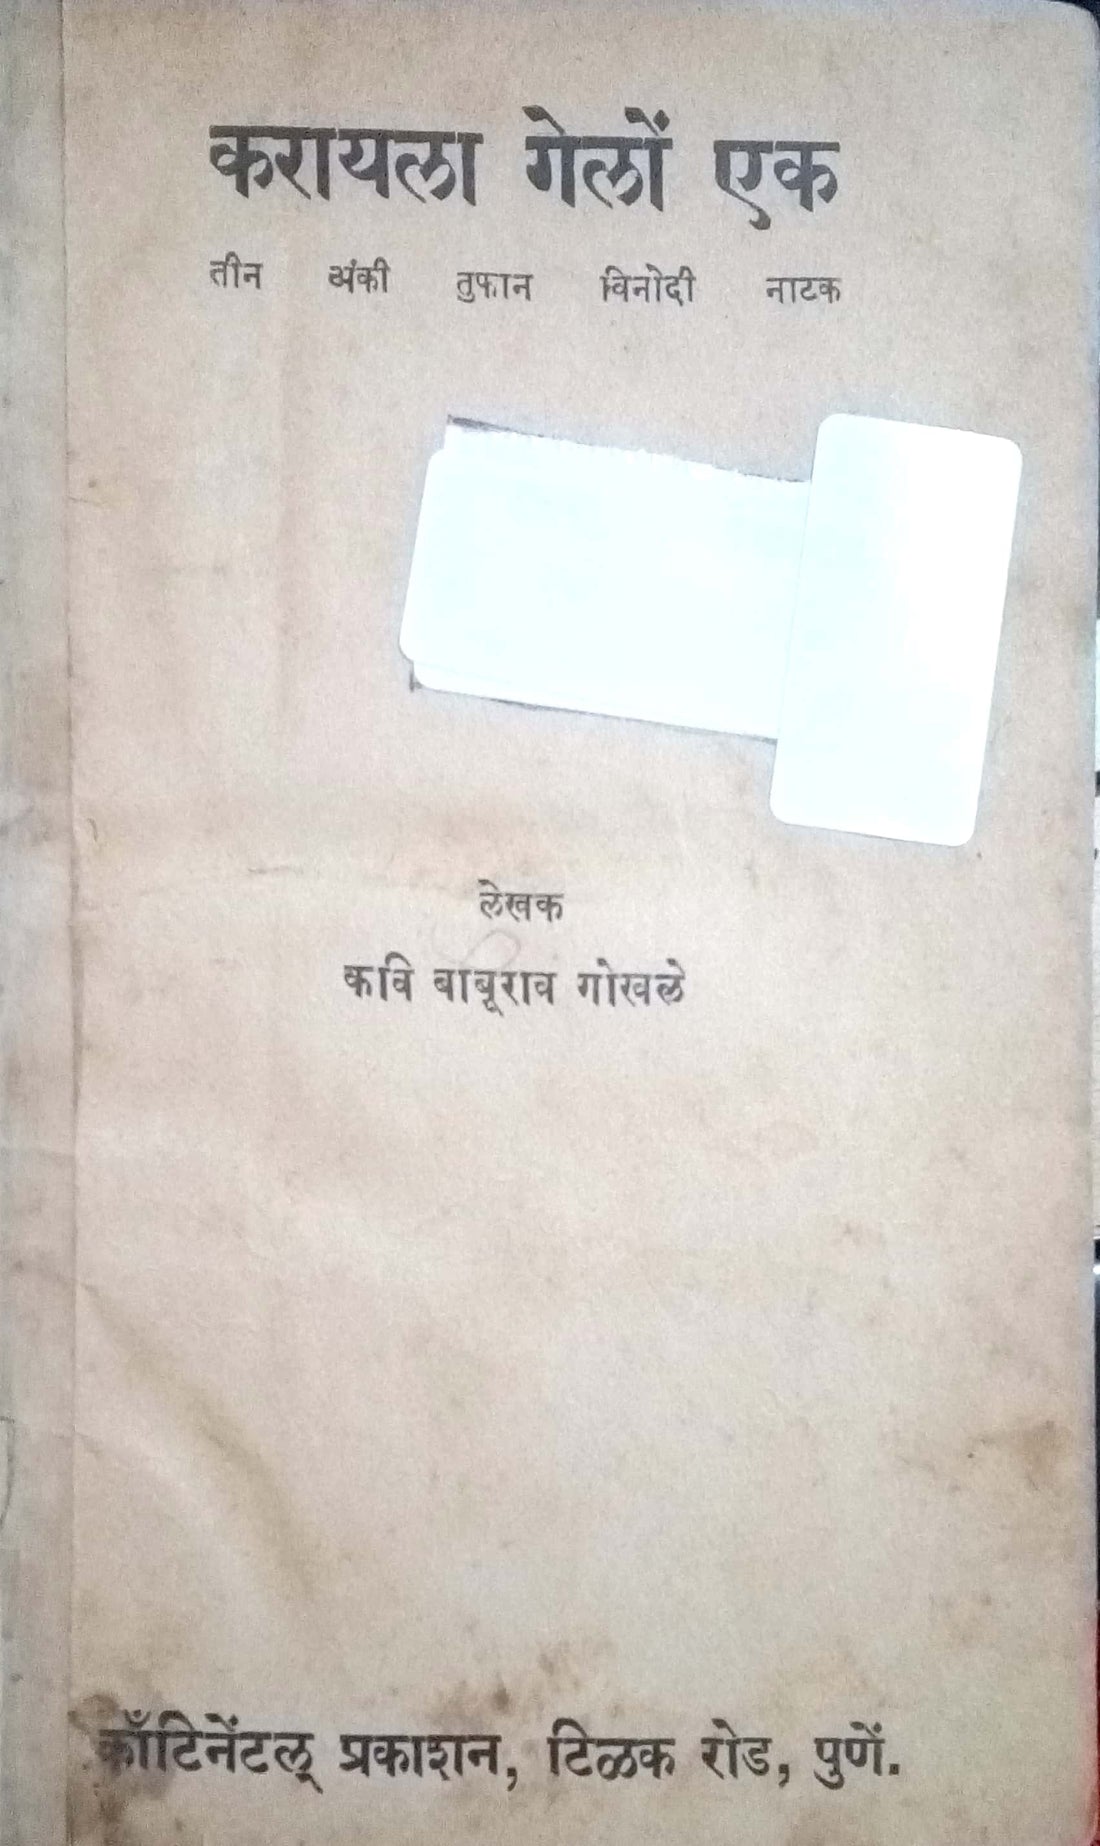 करायला गेलों एक
तीन अंकी तुफान विनोदी नाटक
लेखक
कवि बाबूराव गोखले
काँटिनेंटल् प्रकाशन, टिळक रोड, पुणें.